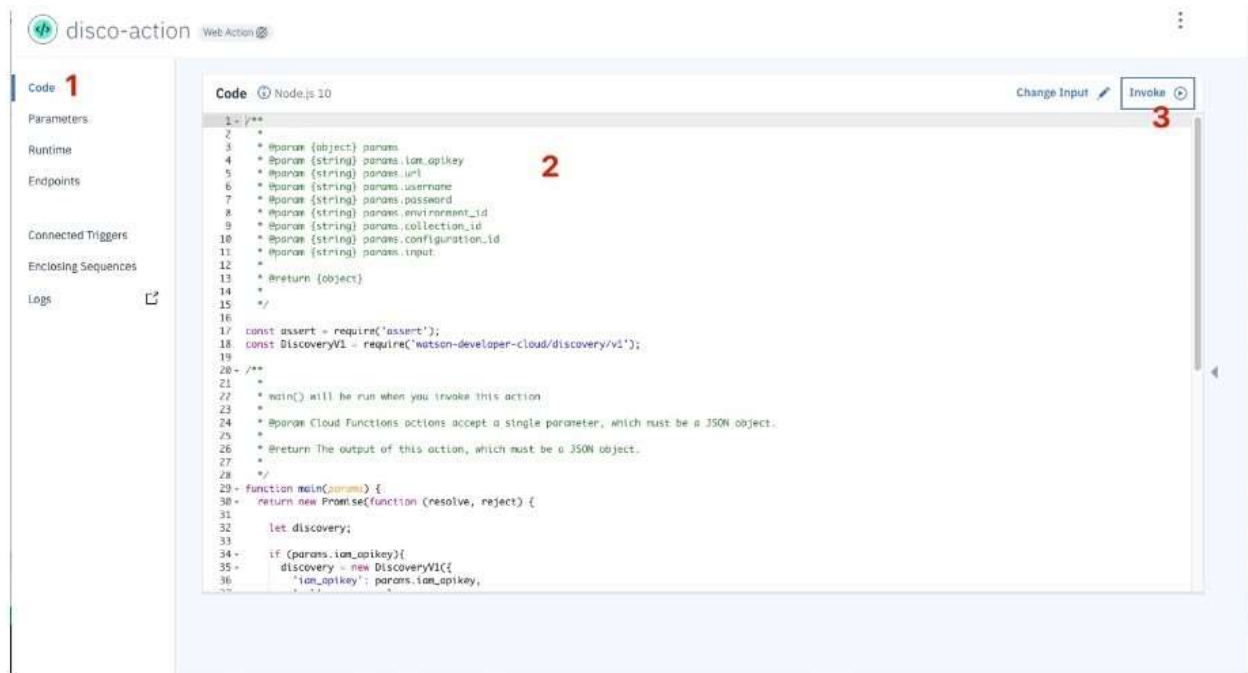 disco-action Web Action
Code 1
Parameters
Runtime
Endpoints
Connected Triggers
Enclosing Sequences
Logs
Code Node.js 10
Change Input
Invoke
3
2
1 /**
2 *
3 * @param {object} params
4 * @param {string} params.iam_apikey
5 * @param {string} params.url
6 * @param {string} params.username
7 * @param {string} params.password
8 * @param {string} params.environment_id
9 * @param {string} params.collection_id
10 * @param {string} params.configuration_id
11 * @param {string} params.input
12 *
13 * @return {object}
14 *
15 */
16
17 const assert = require('assert');
18 const DiscoveryV1 = require('watson-developer-cloud/discovery/v1');
19
20 /**
21 *
22 * main() will be run when you invoke this action
23 *
24 * @param Cloud Functions actions accept a single parameter, which must be a JSON object.
25 *
26 * @return The output of this action, which must be a JSON object.
27 *
28 */
29 function main(params) {
30 return new Promise(function (resolve, reject) {
31
32 let discovery;
33
34 if (params.iam_apikey){
35 discovery = new DiscoveryV1({
36 'iam_apikey': params.iam_apikey,